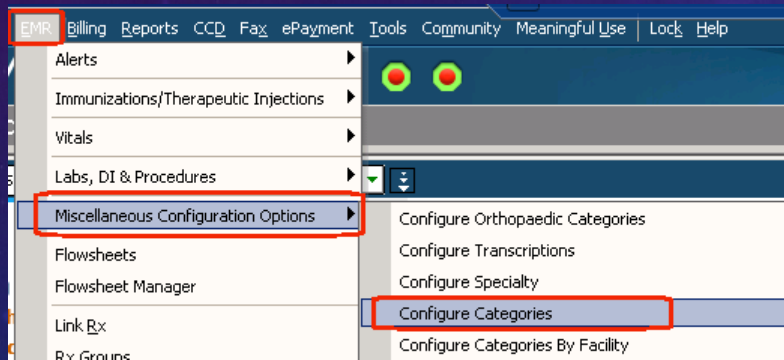 EMR Billing Reports CCD Fax ePayment Tools Community Meaningful Use Lock Help
Alerts
Immunizations/Therapeutic Injections
Vitals
Labs, DI & Procedures
Miscellaneous Configuration Options
Configure Orthopaedic Categories
Flowsheets
Configure Transcriptions
Flowsheet Manager
Configure Specialty
Link Rx
Configure Categories
Rx Groups
Configure Categories By Facility